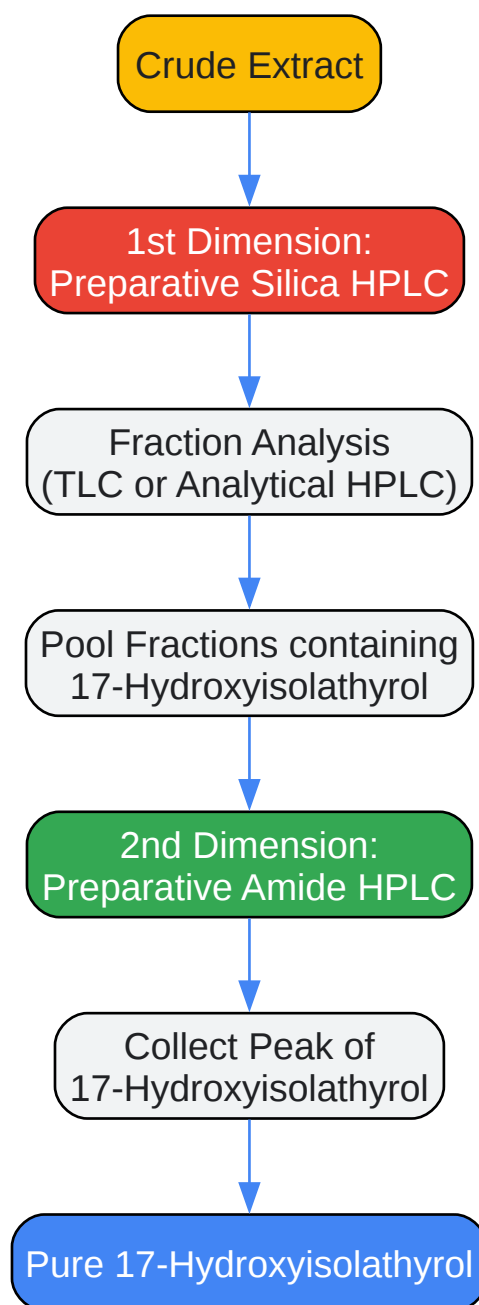 Crude Extract
1st Dimension:
Preparative Silica HPLC
Fraction Analysis
(TLC or Analytical HPLC)
Pool Fractions containing
17-Hydroxyisolathyrol
2nd Dimension:
Preparative Amide HPLC
Collect Peak of
17-Hydroxyisolathyrol
Pure 17-Hydroxyisolathyrol